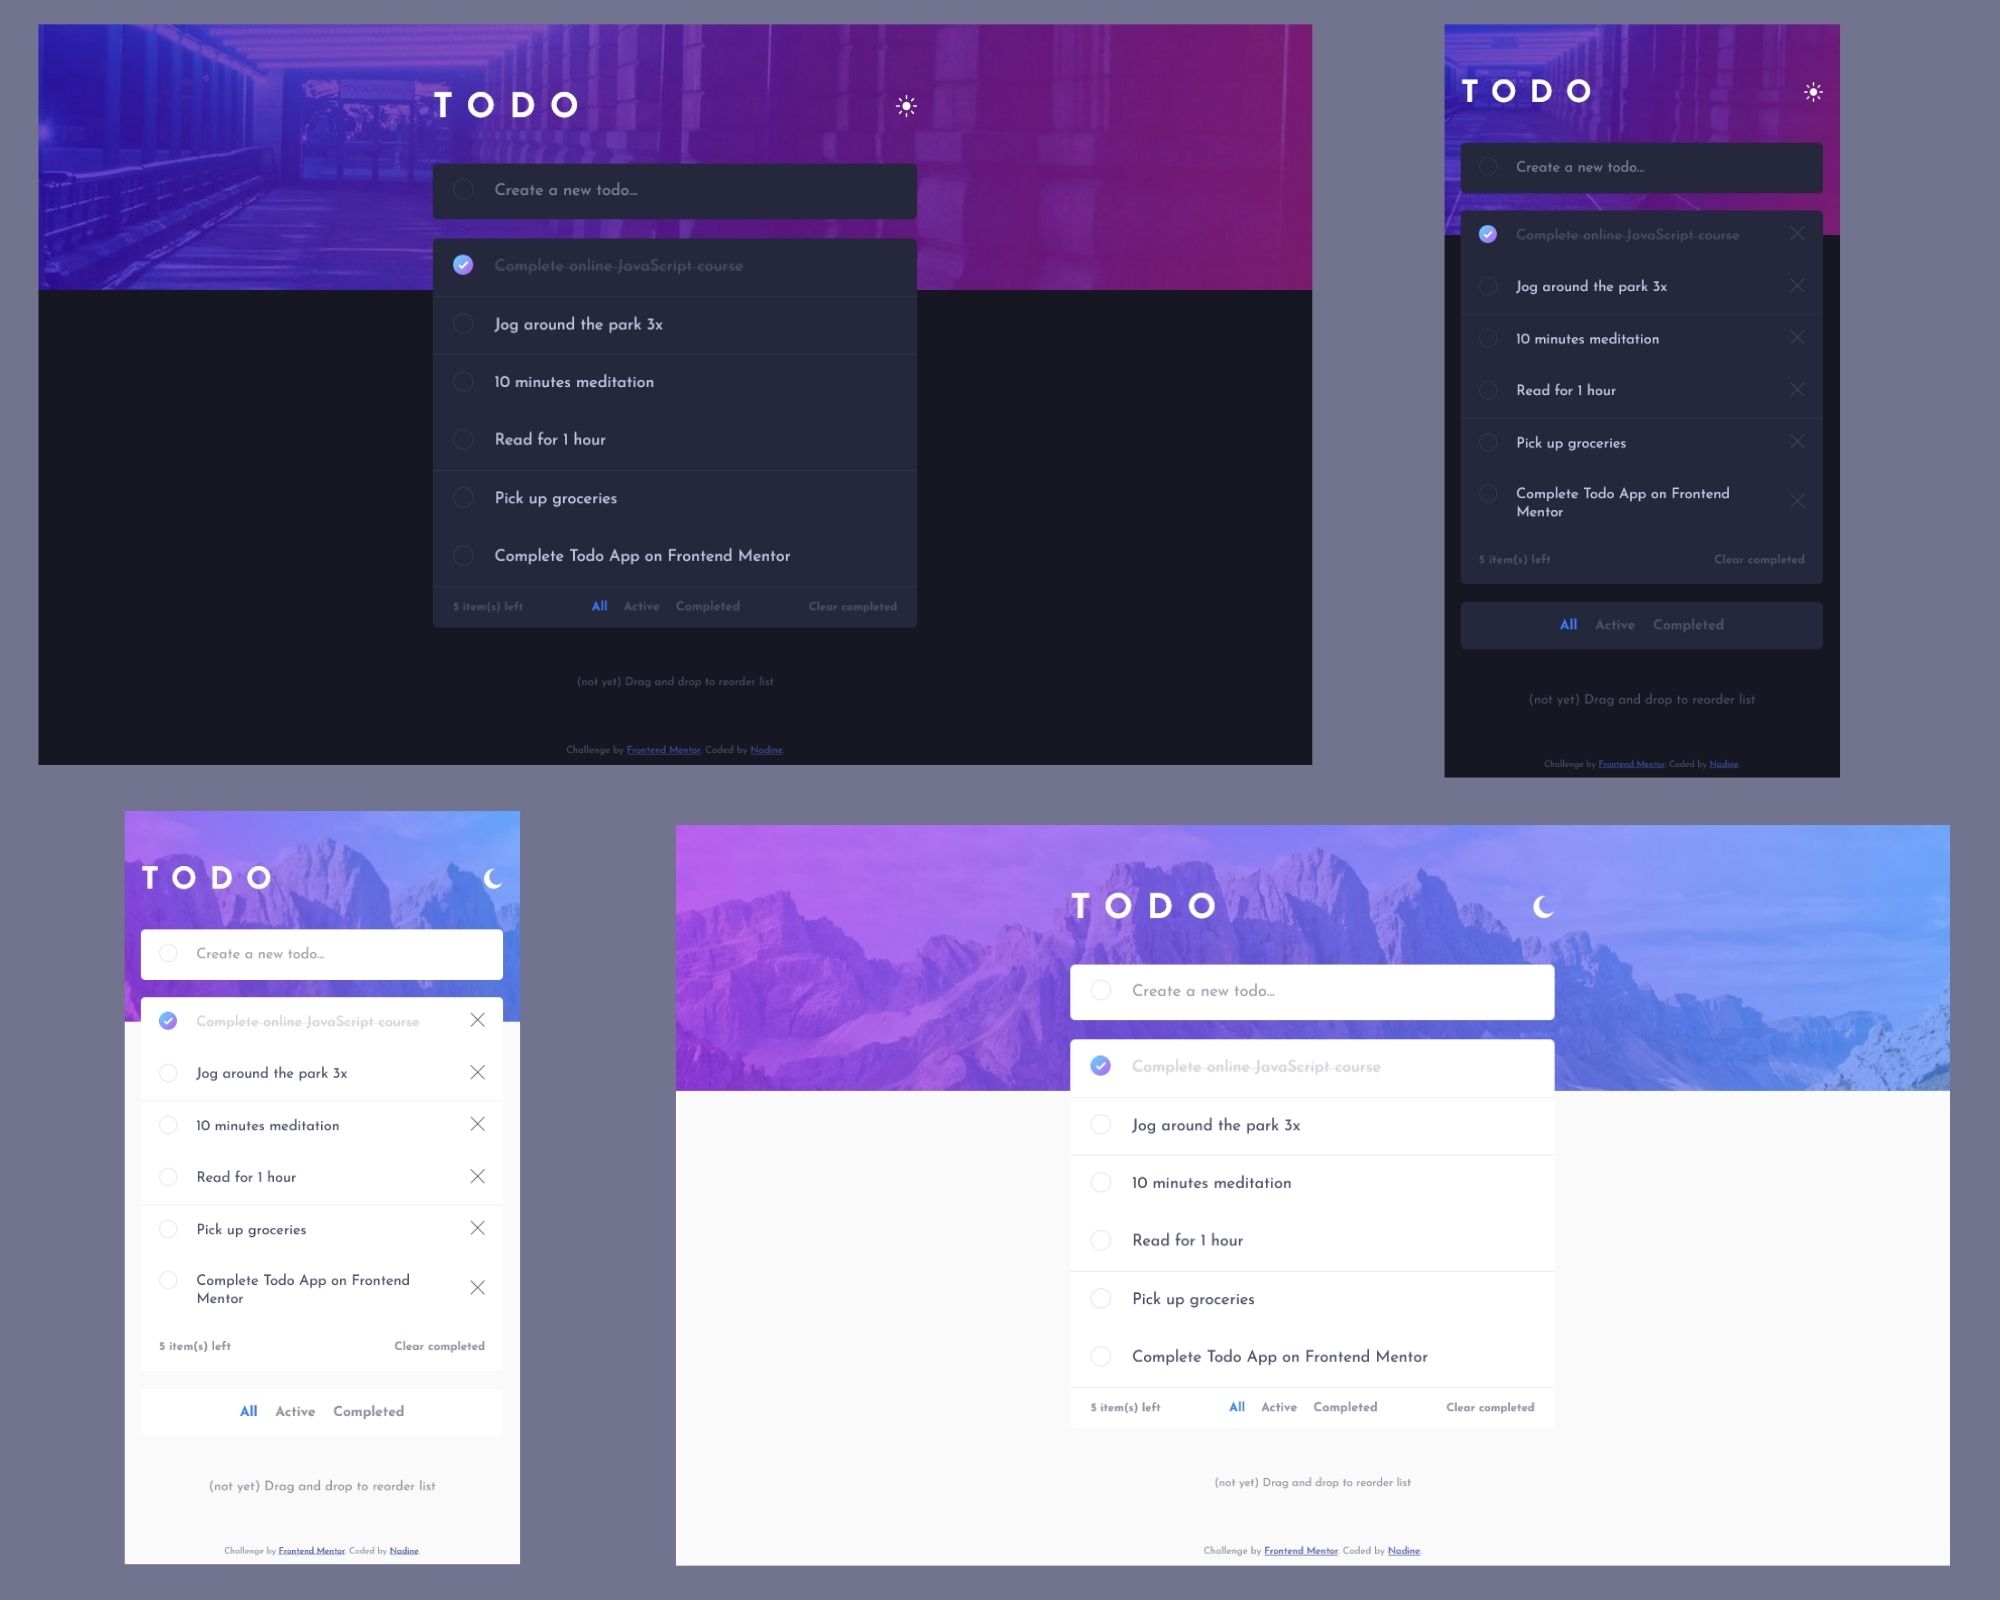 TODO
Create a new todo...
Complete online JavaScript course
Jog around the park 3x
10 minutes meditation
Read for 1 hour
Pick up groceries
Complete Todo App on Frontend Mentor
5 item(s) left All Active Completed Clear completed
(not yet) Drag and drop to reorder list
Challenge by Frontend Mentor. Coded by Nadine.
TODO
Create a new todo...
Complete online JavaScript course
Jog around the park 3x
10 minutes meditation
Read for 1 hour
Pick up groceries
Complete Todo App on Frontend
Mentor
5 item(s) left Clear completed
All Active Completed
(not yet) Drag and drop to reorder list
Challenge by Frontend Mentor. Coded by Nadine.
TODO
Create a new todo...
Complete online JavaScript course
Jog around the park 3x
10 minutes meditation
Read for 1 hour
Pick up groceries
Complete Todo App on Frontend
Mentor
5 item(s) left Clear completed
All Active Completed
(not yet) Drag and drop to reorder list
Challenge by Frontend Mentor. Coded by Nadine.
TODO
Create a new todo...
Complete online JavaScript course
Jog around the park 3x
10 minutes meditation
Read for 1 hour
Pick up groceries
Complete Todo App on Frontend Mentor
5 item(s) left All Active Completed Clear completed
(not yet) Drag and drop to reorder list
Challenge by Frontend Mentor. Coded by Nadine.